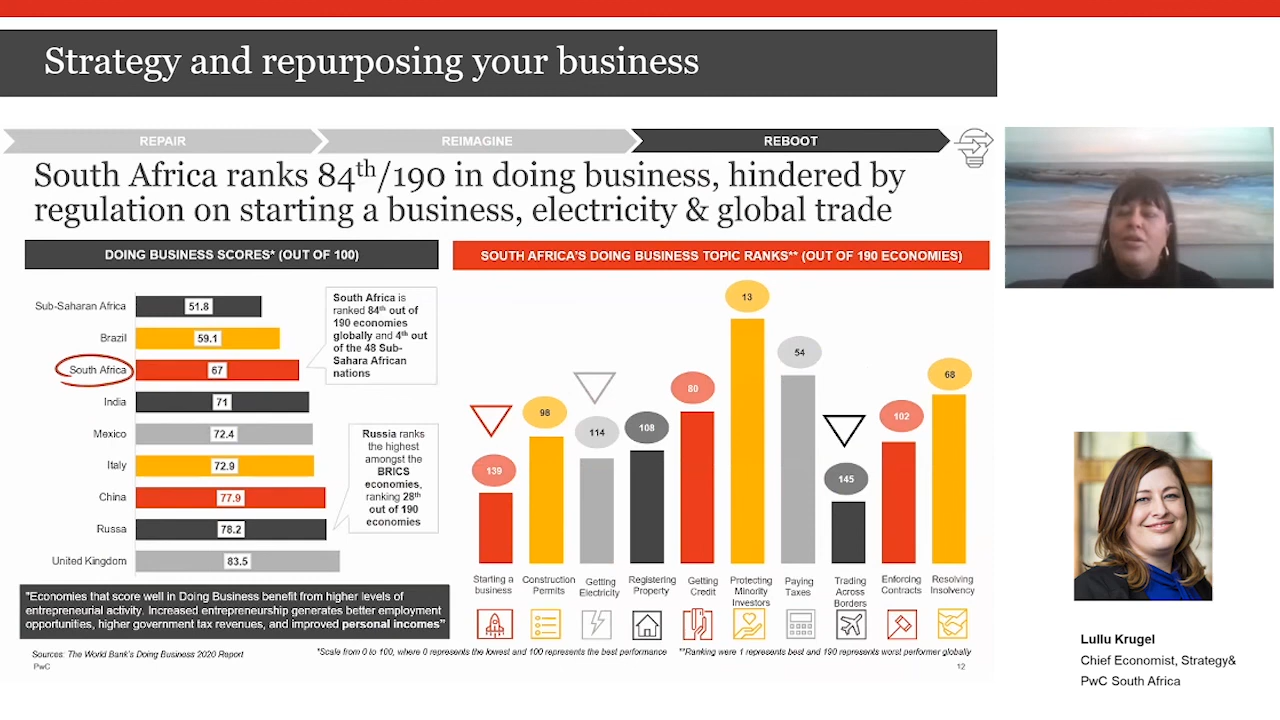 Strategy and repurposing your business
REPAIR
REIMAGINE
REBOOT
South Africa ranks 84th/190 in doing business, hindered by
regulation on starting a business, electricity & global trade
DOING BUSINESS SCORES* (OUT OF 100)
Sub-Saharan Africa 51.8
Brazil 59.1
South Africa 67
India 71
Mexico 72.4
Italy 72.9
China 77.9
Russa 78.2
United Kingdom 83.5
South Africa is
ranked 84th out of
190 economies
globally and 4th out
of the 48 Sub-
Sahara African
nations
Russia ranks
the highest
amongst the
BRICS
economies,
ranking 28th
out of 190
economies
"Economies that score well in Doing Business benefit from higher levels of
entrepreneurial activity. Increased entrepreneurship generates better employment
opportunities, higher government tax revenues, and improved personal incomes"
SOUTH AFRICA'S DOING BUSINESS TOPIC RANKS** (OUT OF 190 ECONOMIES)
139
98
114
108
80
13
54
145
102
68
Starting a
business
Construction
Permits
Getting
Electricity
Registering
Property
Getting
Credit
Protecting
Minority
Investors
Paying
Taxes
Trading
Across
Borders
Enforcing
Contracts
Resolving
Insolvency
Sources: The World Bank's Doing Business 2020 Report
*Scale from 0 to 100, where 0 represents the lowest and 100 represents the best performance
**Ranking were 1 represents best and 190 represents worst performer globally
PwC
12
Lullu Krugel
Chief Economist, Strategy&
PwC South Africa